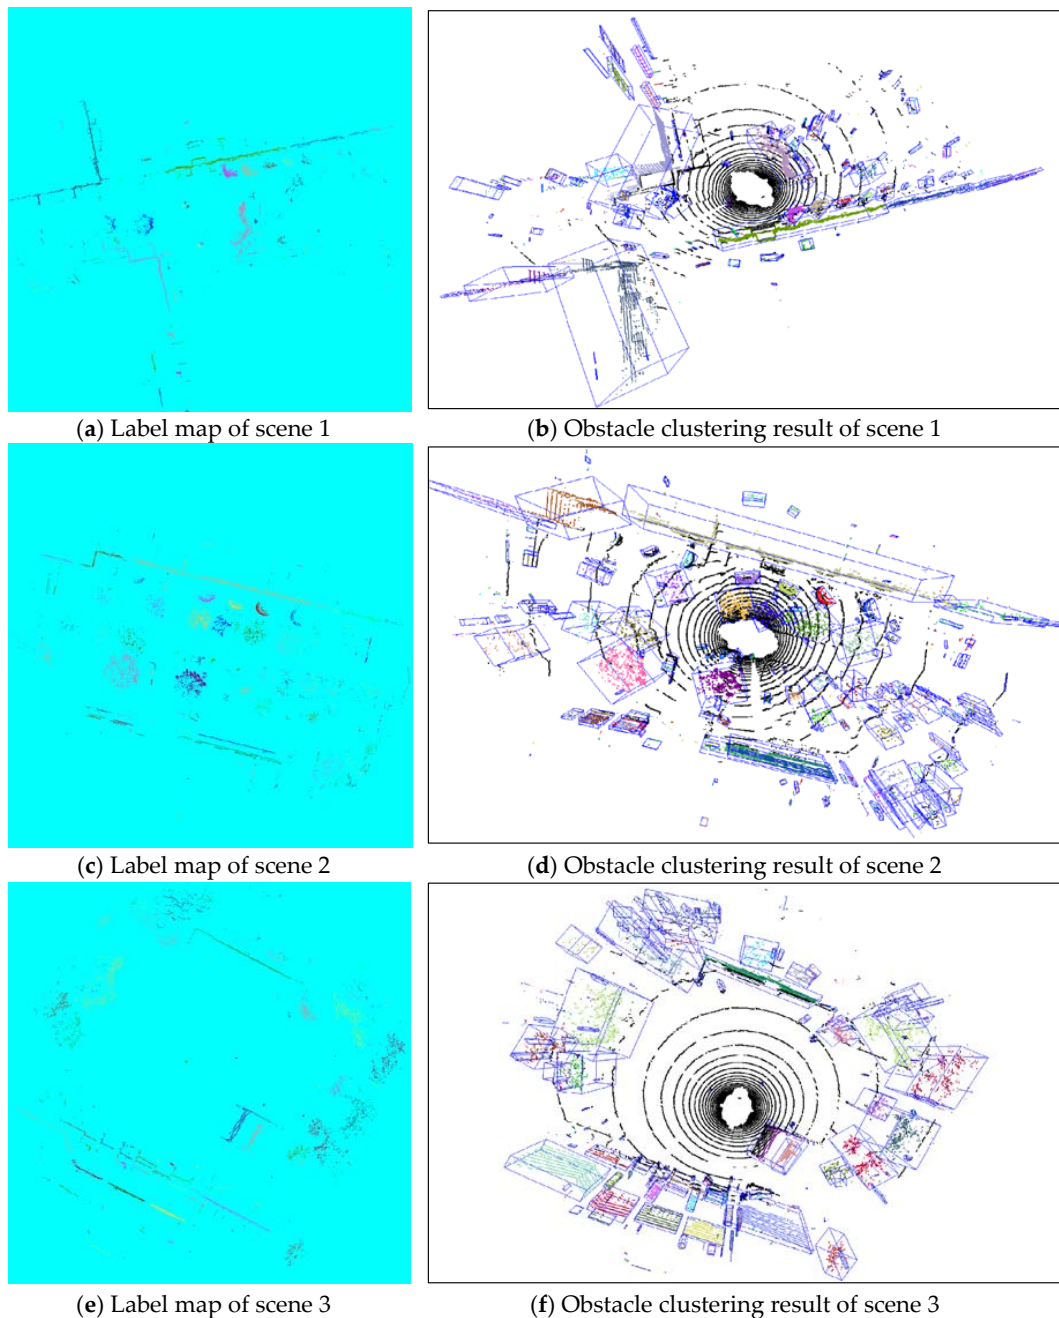 (a) Label map of scene 1
(b) Obstacle clustering result of scene 1
(c) Label map of scene 2
(d) Obstacle clustering result of scene 2
(e) Label map of scene 3
(f) Obstacle clustering result of scene 3